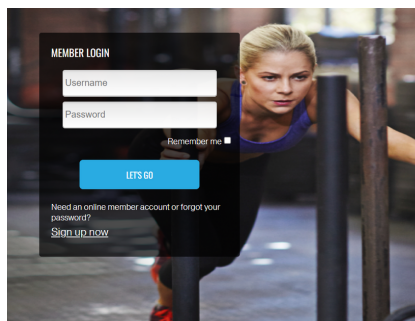 MEMBER LOGIN
Username
Password
Remember me
LET'S GO
Need an online member account or forgot your
password?
Sign up now